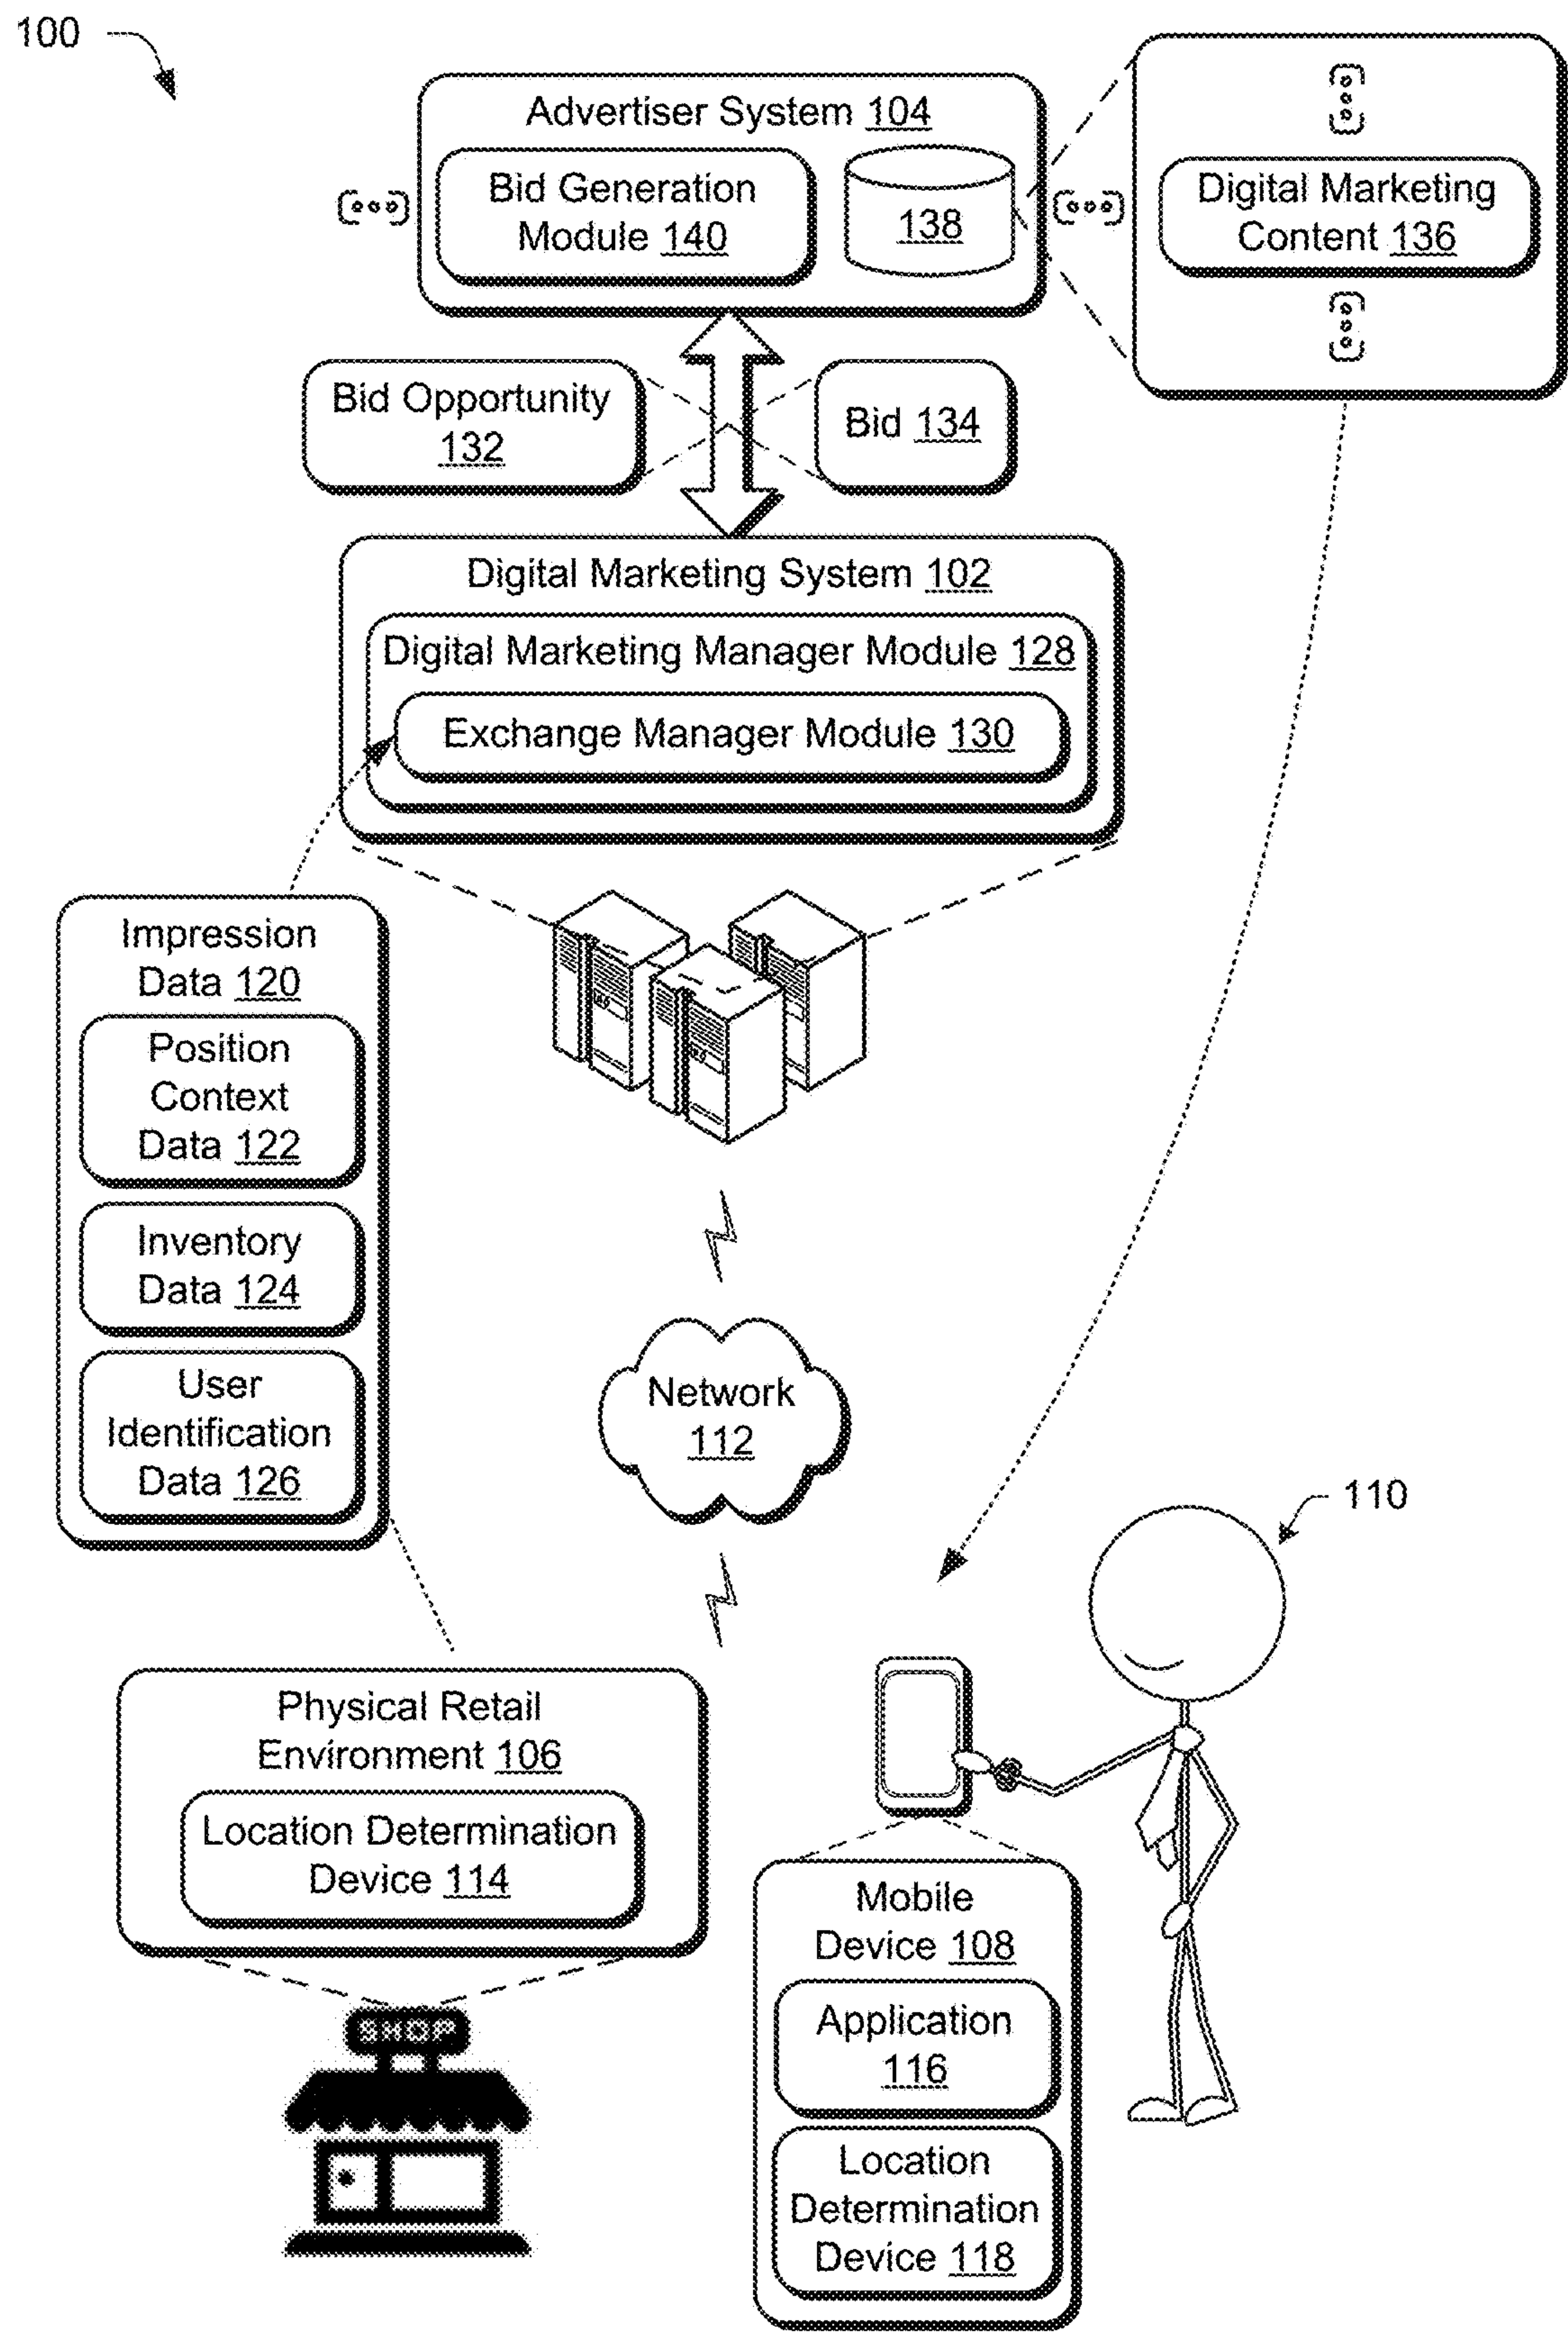 100
Advertiser System 104
Bid Generation
Module 140
138
Digital Marketing
Content 136
Bid Opportunity
132
Bid 134
Digital Marketing System 102
Digital Marketing Manager Module 128
Exchange Manager Module 130
Impression
Data 120
Position
Context
Data 122
Inventory
Data 124
User
Identification
Data 126
Network
112
110
Physical Retail
Environment 106
Location Determination
Device 114
SHOP
Mobile
Device 108
Application
116
Location
Determination
Device 118